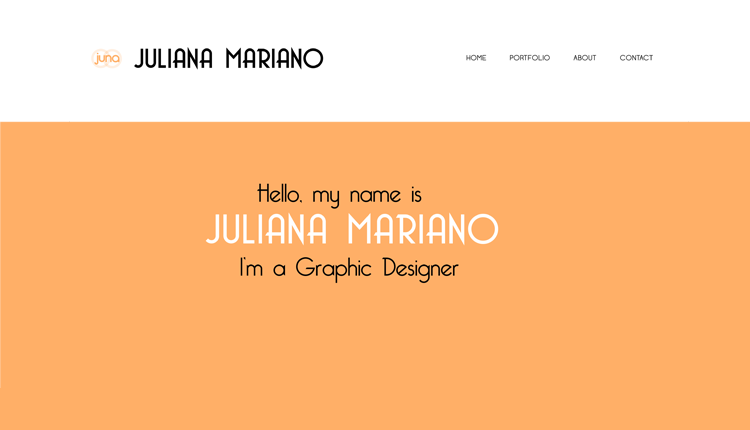 juna JULIANA MARIANO HOME PORTFOLIO ABOUT CONTACT
Hello, my name is
JULIANA MARIANO
I'm a Graphic Designer